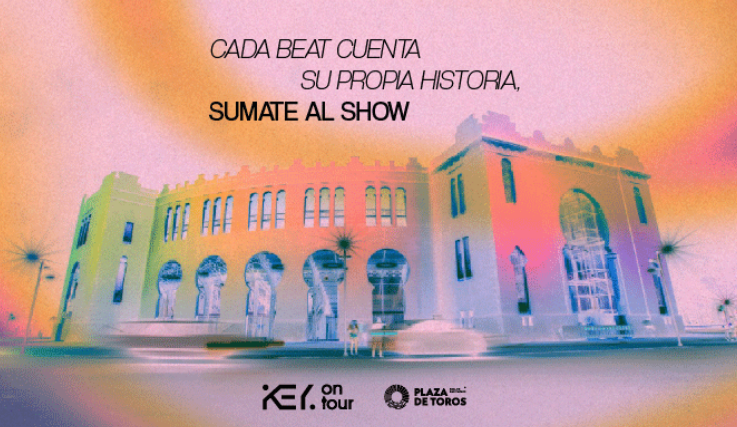 CADA BEAT CUENTA
SU PROPIA HISTORIA,
SUMATE AL SHOW
KEY. on
tour
PLAZA
DE TOROS